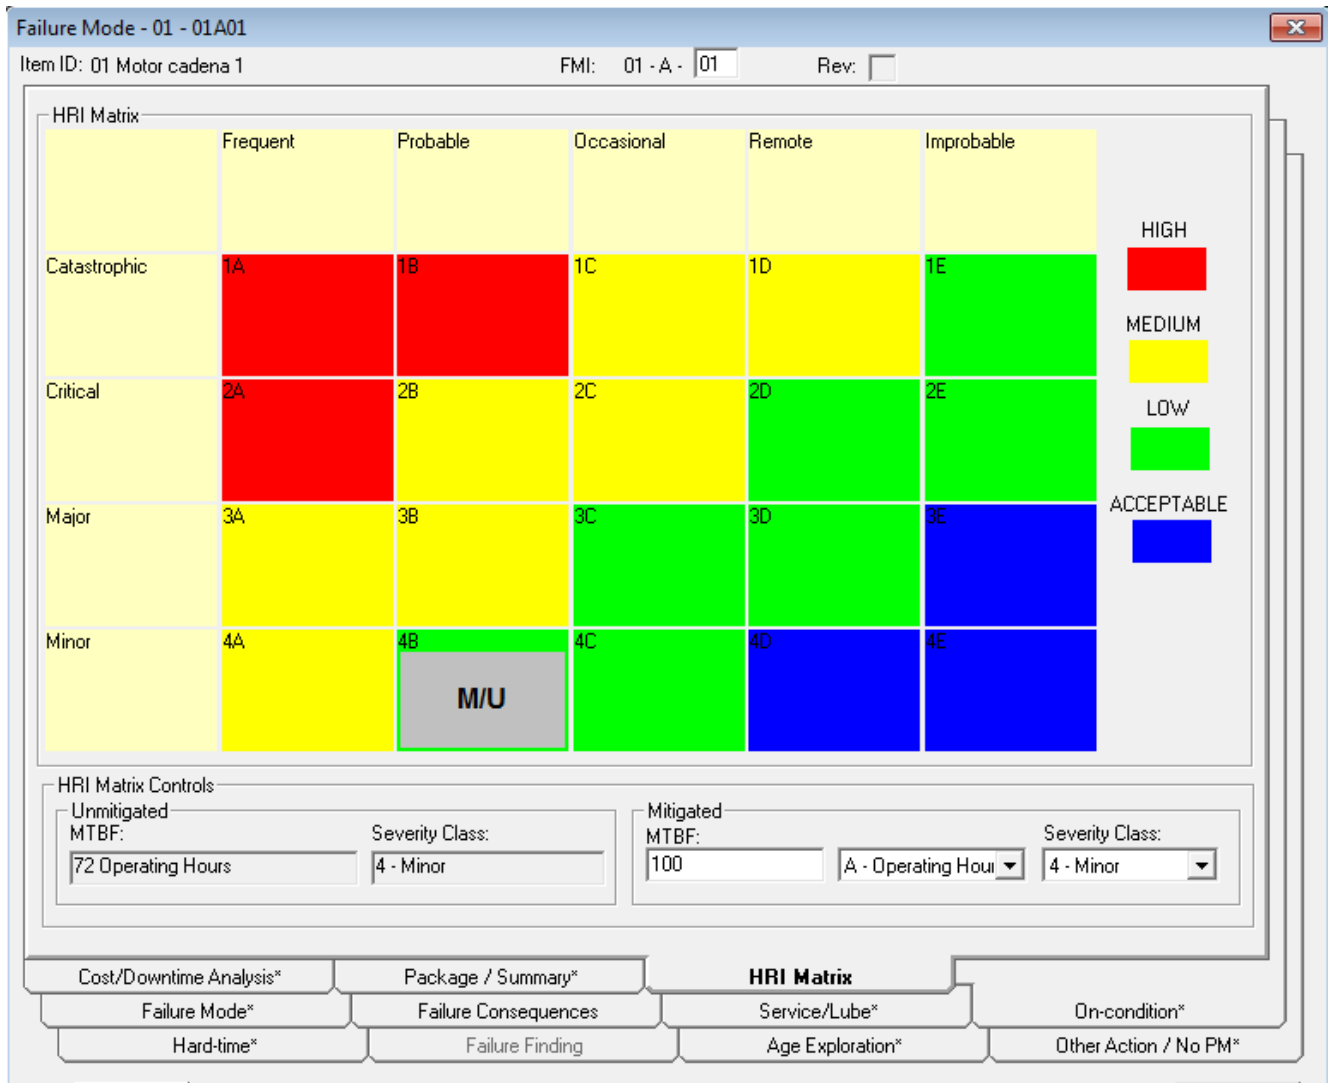 Failure Mode - 01 - 01A01
Item ID: 01 Motor cadena 1 FMI: 01 - A - 01 Rev:
HRI Matrix
Frequent Probable Occasional Remote Improbable
HIGH
Catastrophic 1A 1B 1C 1D 1E
MEDIUM
Critical 2A 2B 2C 2D 2E
LOW
ACCEPTABLE
Major 3A 3B 3C 3D 3E
Minor 4A 4B 4C 4D 4E
M/U
HRI Matrix Controls
Unmitigated
MTBF: Severity Class:
72 Operating Hours 4 - Minor
Mitigated
MTBF: Severity Class:
100 A - Operating Hour 4 - Minor
Cost/Downtime Analysis* Package / Summary* HRI Matrix
Failure Mode* Failure Consequences Service/Lube* On-condition*
Hard-time* Failure Finding Age Exploration* Other Action / No PM*